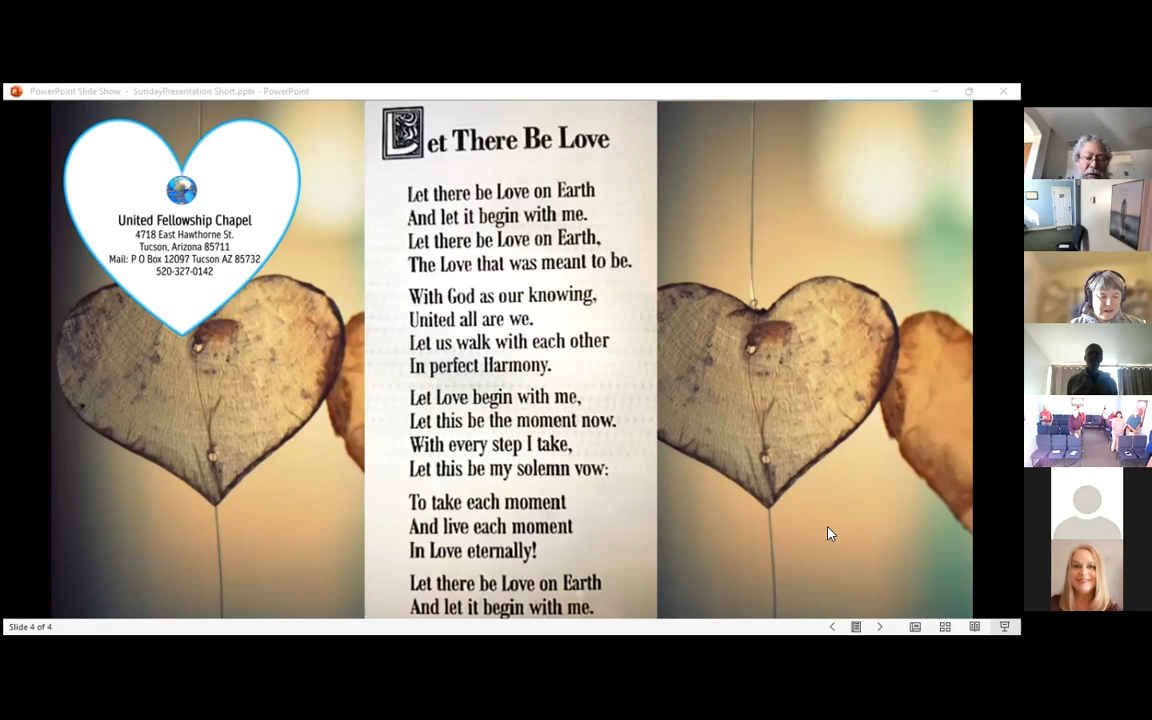 PowerPoint Slide Show - SundayPresentation Short.pptx - PowerPoint
United Fellowship Chapel
4718 East Hawthorne St.
Tucson, Arizona 85711
Mail: P O Box 12097 Tucson AZ 85732
520-327-0142
Let There Be Love
Let there be Love on Earth
And let it begin with me.
Let there be Love on Earth,
The Love that was meant to be.
With God as our knowing,
United all are we.
Let us walk with each other
In perfect Harmony.
Let Love begin with me,
Let this be the moment now.
With every step I take,
Let this be my solemn vow:
To take each moment
And live each moment
In Love eternally!
Let there be Love on Earth
And let it begin with me.
Slide 4 of 4